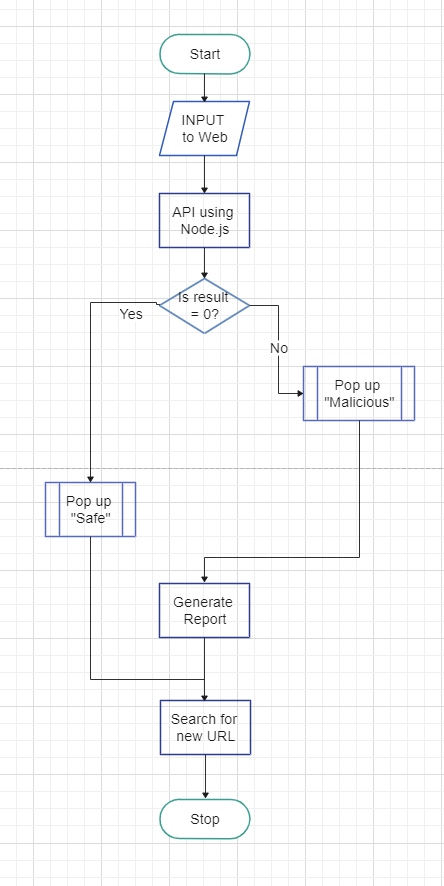 Start
INPUT
to Web
API using
Node.js
Is result
= 0?
Yes
No
Pop up
"Malicious"
Pop up
"Safe"
Generate
Report
Search for
new URL
Stop